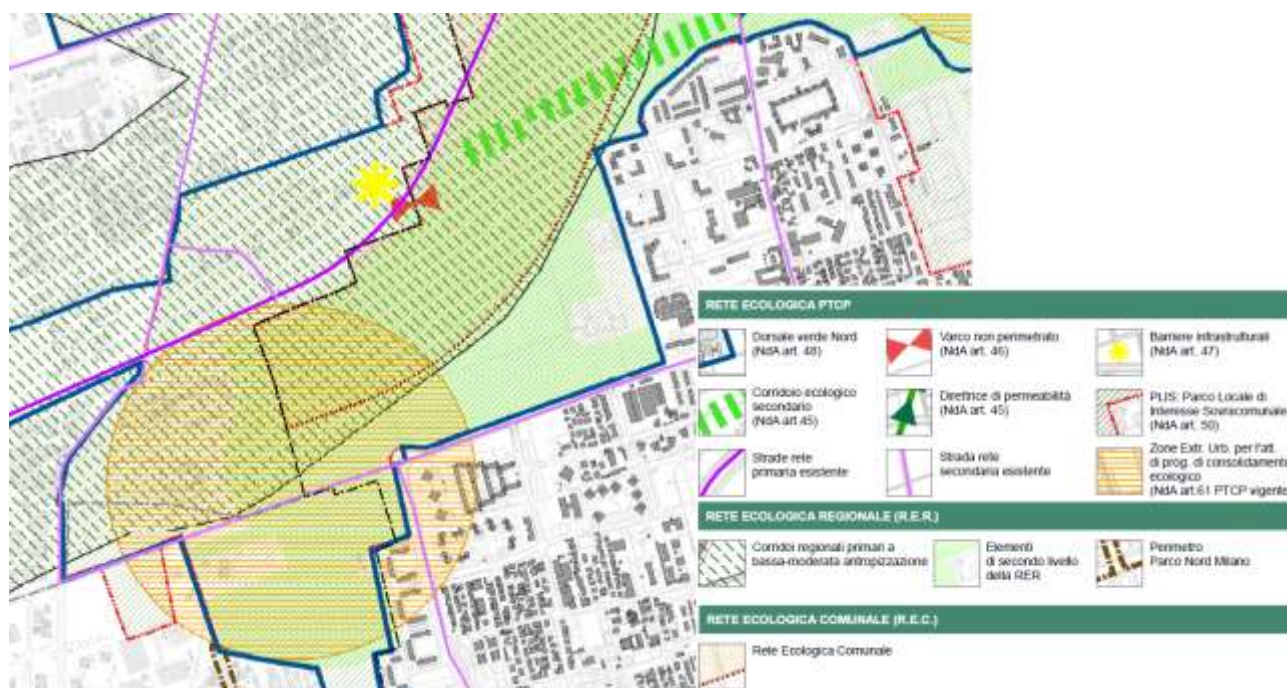 RETE ECOLOGICA PTCP
Dorsale verde Nord
(NdA art. 48)
Varco non perimetrato
(NdA art. 46)
Barriere infrastrutturali
(NdA art. 47)
Corridoio ecologico
secondario
(NdA art.45)
Direttrice di permeabilità
(NdA art. 45)
PLIS: Parco Locale di
Interesse Sovracomunale
(NdA art. 50)
Strade rete
primaria esistente
Strada rete
secondaria esistente
Zone Extr. Urb. per l'att.
di prog. di consolidamento
ecologico
(NdA art.61 PTCP vigente
RETE ECOLOGICA REGIONALE (R.E.R.)
Corridoi regionali primari a
bassa-moderata antropizzazione
Elementi
di secondo livello
della RER
Perimetro
Parco Nord Milano
RETE ECOLOGICA COMUNALE (R.E.C.)
Rete Ecologica Comunale